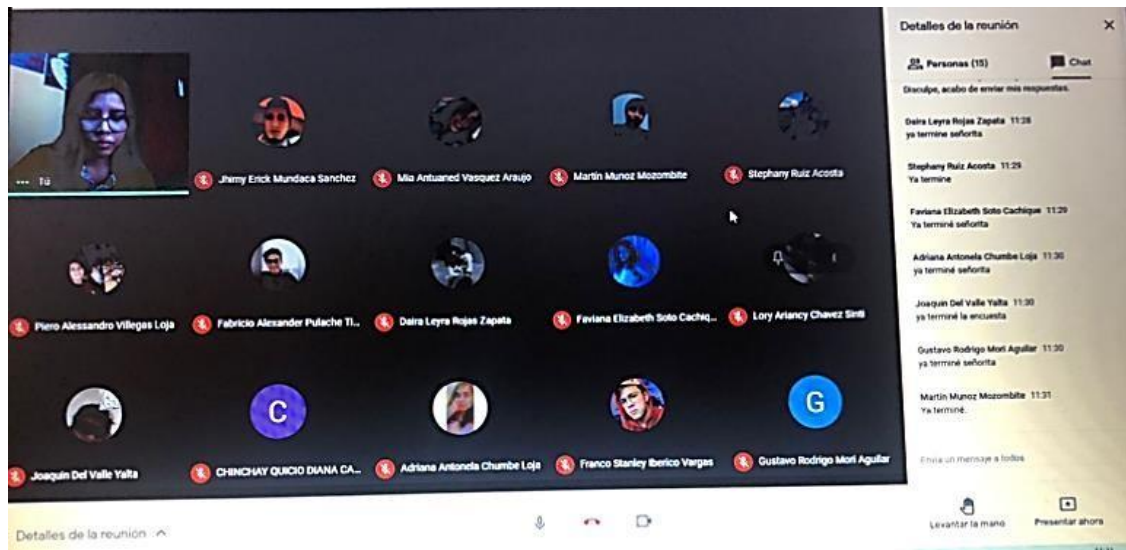 Tú
Jhimy Erick Mundaca Sanchez
Mia Antuaned Vasquez Araujo
Martin Munoz Mozombite
Stephany Ruiz Acosta
Piero Alessandro Villegas Loja
Fabricio Alexander Pulache Ti...
Daira Leyra Rojas Zapata
Faviana Elizabeth Soto Cachiq...
Lory Ariancy Chavez Sinti
Joaquin Del Valle Yalta
C
CHINCHAY QUICIO DIANA CA...
Adriana Antonela Chumbe Loja
Franco Stanley Iberico Vargas
G
Gustavo Rodrigo Mori Aguilar
Detalles de la reunión
Detalles de la reunión
Personas (15)
Chat
Disculpe, acabo de enviar mis respuestas.
Daira Leyra Rojas Zapata 11:28
ya termine señorita
Stephany Ruiz Acosta 11:29
Ya termine
Faviana Elizabeth Soto Cachique 11:29
Ya terminé señorita
Adriana Antonela Chumbe Loja 11:30
ya terminé señorita
Joaquin Del Valle Yalta 11:30
ya terminé la encuesta
Gustavo Rodrigo Mori Aguilar 11:30
ya terminé señorita
Martin Munoz Mozombite 11:31
Ya terminé.
Envía un mensaje a todos
Levantar la mano
Presentar ahora